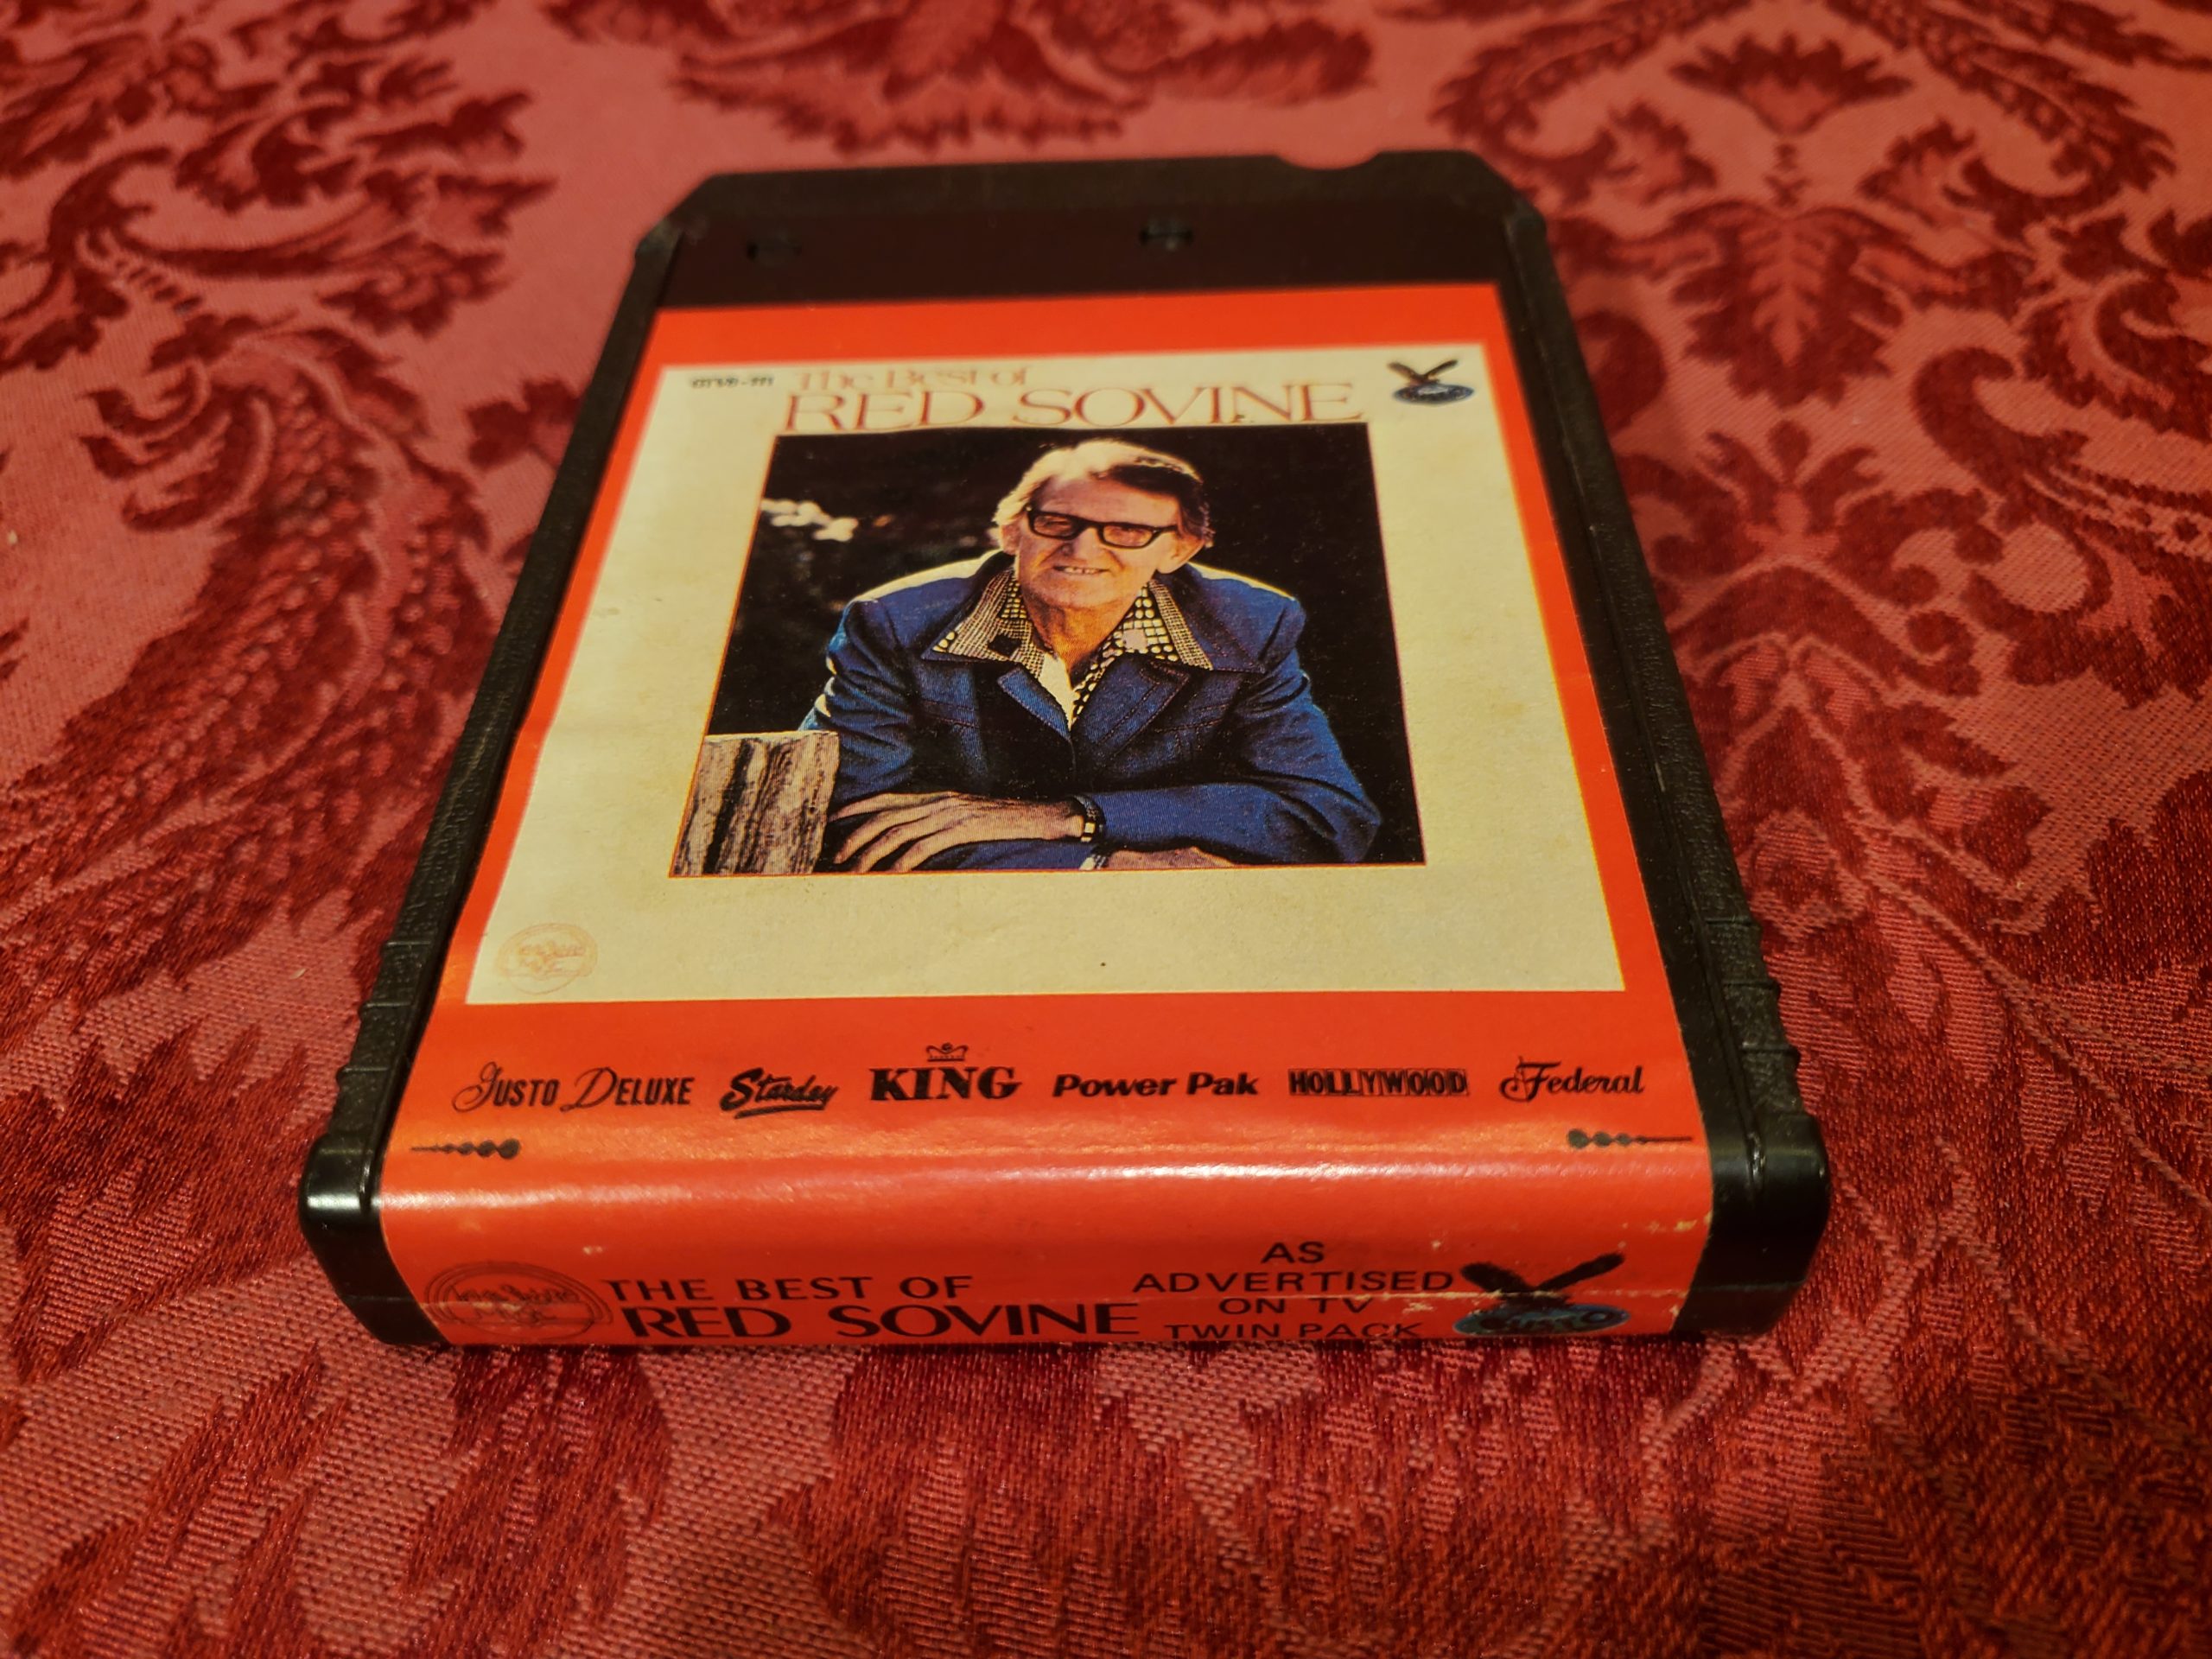 The Best of
RED SOVINE
GUSTO DELUXE Starday KING Power Pak HOLLYWOOD Federal
THE BEST OF
RED SOVINE
AS
ADVERTISED
ON TV
TWIN PACK
GUSTO